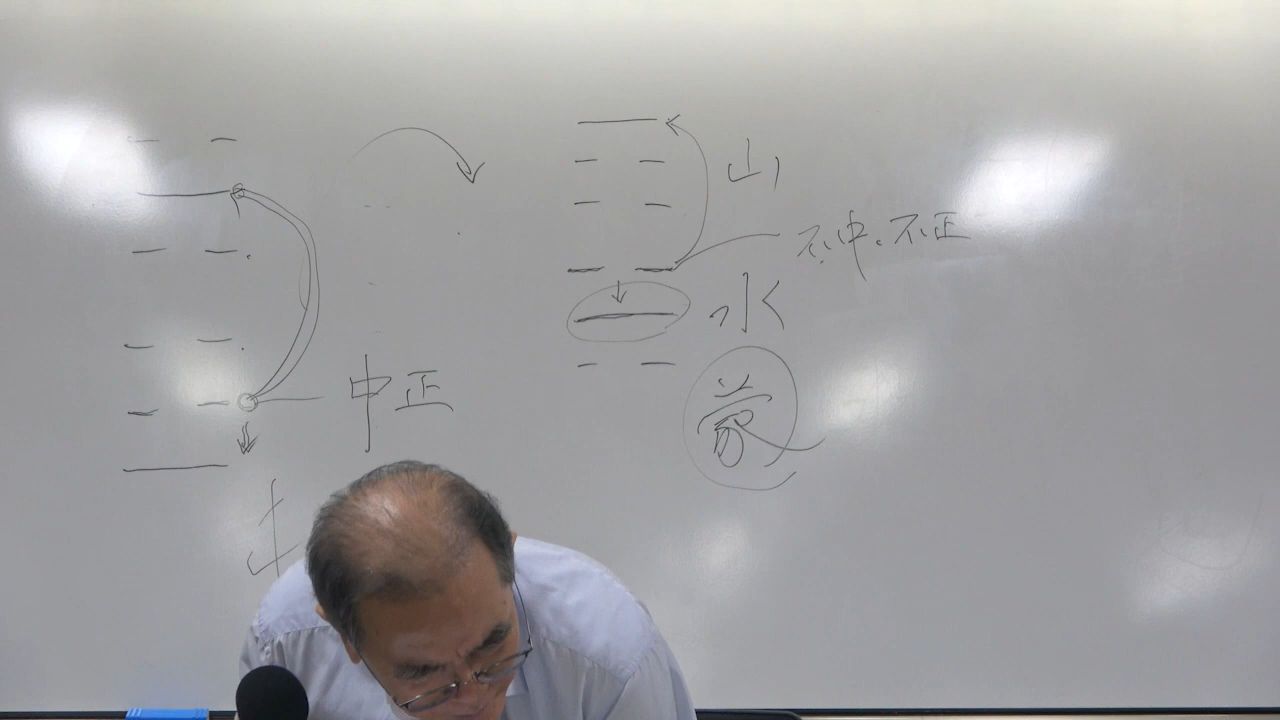 山
不中、不正
水
中正
蒙